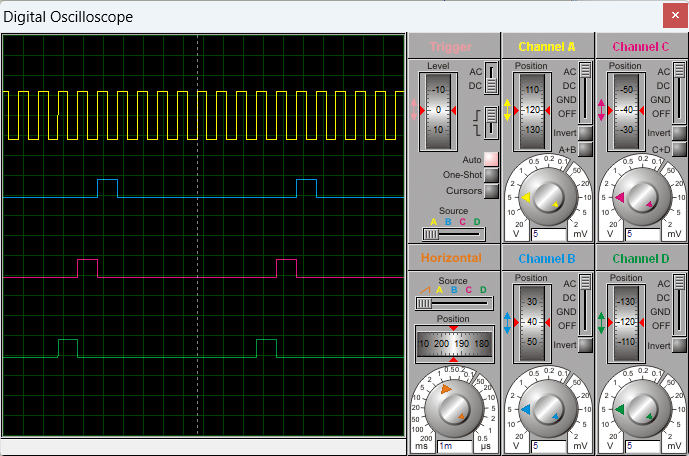 Digital Oscilloscope
Trigger
Level
-10
0
10
AC
DC
Auto
One-Shot
Cursors
Source
A B C D
Channel A
Position
110
120
130
AC
DC
GND
OFF
Invert
A+B
5 2 1 0.5 0.2 0.1 50 20 10 5 2
10
20
V
5
mV
Channel C
Position
-50
-40
-30
AC
DC
GND
OFF
Invert
C+D
5 2 1 0.5 0.2 0.1 50 20 10 5 2
10
20
V
5
mV
Horizontal
Source
A B C D
Position
210 200 190 180
200 100 50 20 10 5 2 1 0.5 0.2 0.1 50 20 10 5 2 1 0.5
ms
1m
µs
Channel B
Position
30
40
50
AC
DC
GND
OFF
Invert
5 2 1 0.5 0.2 0.1 50 20 10 5 2
10
20
V
5
mV
Channel D
Position
-130
-120
-110
AC
DC
GND
OFF
Invert
5 2 1 0.5 0.2 0.1 50 20 10 5 2
10
20
V
5
mV